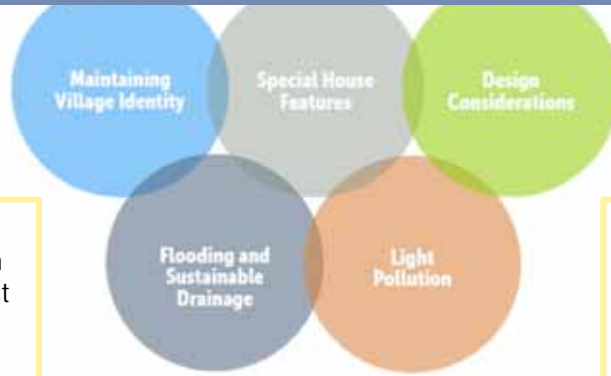 Maintaining
Village Identity
Special House
Features
Design
Considerations
Flooding and
Sustainable
Drainage
Light
Pollution